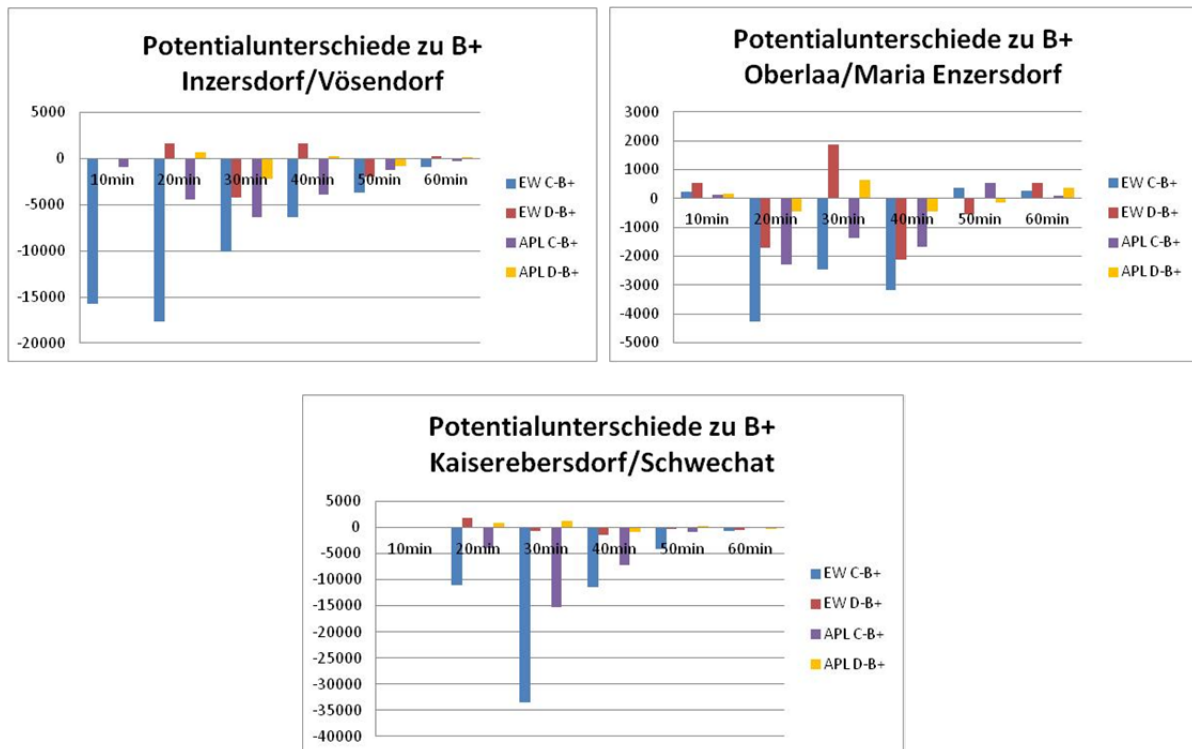 Potentialunterschiede zu B+
Inzersdorf/Vösendorf
5000
0
-5000
-10000
-15000
-20000
10min 20min 30min 40min 50min 60min
EW C-B+
EW D-B+
APL C-B+
APL D-B+
Potentialunterschiede zu B+
Oberlaa/Maria Enzersdorf
3000
2000
1000
0
-1000
-2000
-3000
-4000
-5000
10min 20min 30min 40min 50min 60min
EW C-B+
EW D-B+
APL C-B+
APL D-B+
Potentialunterschiede zu B+
Kaiserebersdorf/Schwechat
5000
0
-5000
-10000
-15000
-20000
-25000
-30000
-35000
-40000
10min 20min 30min 40min 50min 60min
EW C-B+
EW D-B+
APL C-B+
APL D-B+